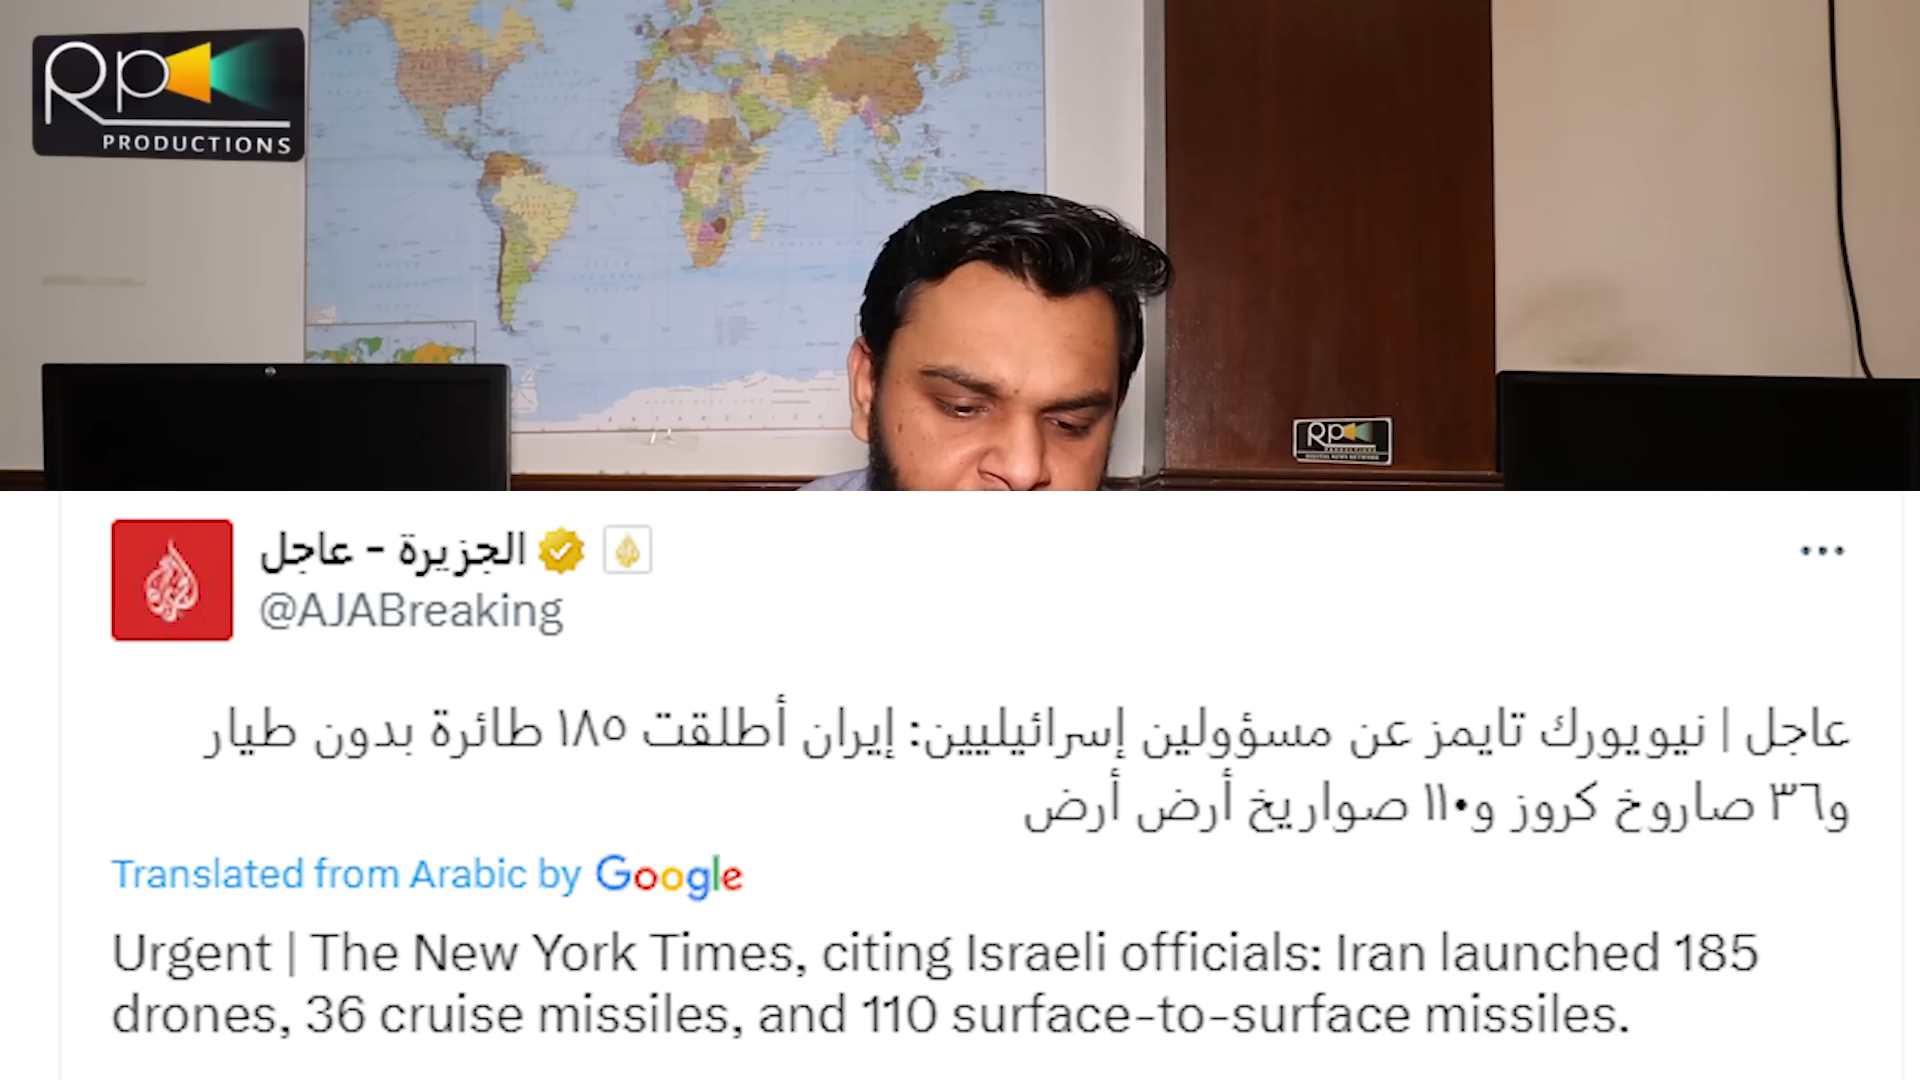 Rp
PRODUCTIONS
Rp
الجزيرة - عاجل
@AJABreaking
عاجل | نيويورك تايمز عن مسؤولين إسرائيليين: إيران أطلقت ١٨٥ طائرة بدون طيار
و٣٦ صاروخ كروز و١١٠ صواريخ أرض أرض
Translated from Arabic by Google
Urgent | The New York Times, citing Israeli officials: Iran launched 185
drones, 36 cruise missiles, and 110 surface-to-surface missiles.